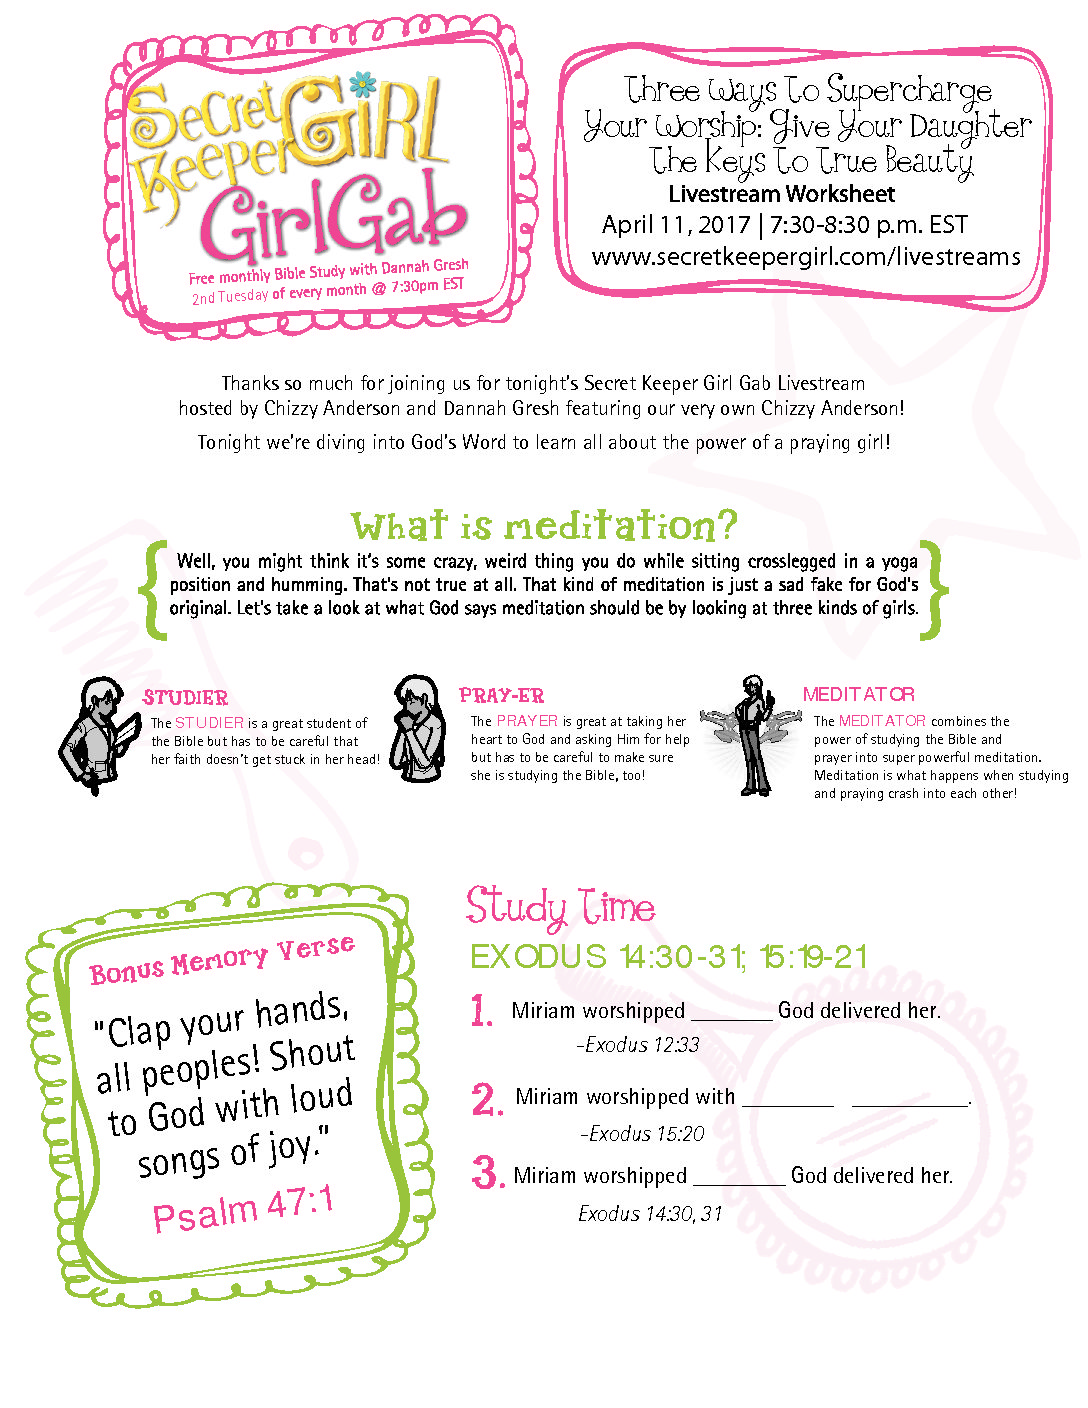 Secret
Keeper GiRL
GirlGab
Free monthly Bible Study with Dannah Gresh
2nd Tuesday of every month @ 7:30pm EST
Three Ways To Supercharge
Your Worship: Give Your Daughter
The Keys To True Beauty
Livestream Worksheet
April 11, 2017 | 7:30-8:30 p.m. EST
www.secretkeepergirl.com/livestreams
Thanks so much for joining us for tonight's Secret Keeper Girl Gab Livestream
hosted by Chizzy Anderson and Dannah Gresh featuring our very own Chizzy Anderson!
Tonight we're diving into God's Word to learn all about the power of a praying girl!
What is meditation?
Well, you might think it's some crazy, weird thing you do while sitting crosslegged in a yoga
position and humming. That's not true at all. That kind of meditation is just a sad fake for God's
original. Let's take a look at what God says meditation should be by looking at three kinds of girls.
STUDIER
The STUDIER is a great student of
the Bible but has to be careful that
her faith doesn't get stuck in her head!
PRAY-ER
The PRAYER is great at taking her
heart to God and asking Him for help
but has to be careful to make sure
she is studying the Bible, too!
MEDITATOR
The MEDITATOR combines the
power of studying the Bible and
prayer into super powerful meditation.
Meditation is what happens when studying
and praying crash into each other!
Bonus Memory Verse
"Clap your hands,
all peoples! Shout
to God with loud
songs of joy."
Psalm 47:1
Study Time
EXODUS 14:30-31; 15:19-21
1. Miriam worshipped _______ God delivered her.
-Exodus 12:33
2. Miriam worshipped with ________ __________.
-Exodus 15:20
3. Miriam worshipped ________ God delivered her.
Exodus 14:30, 31